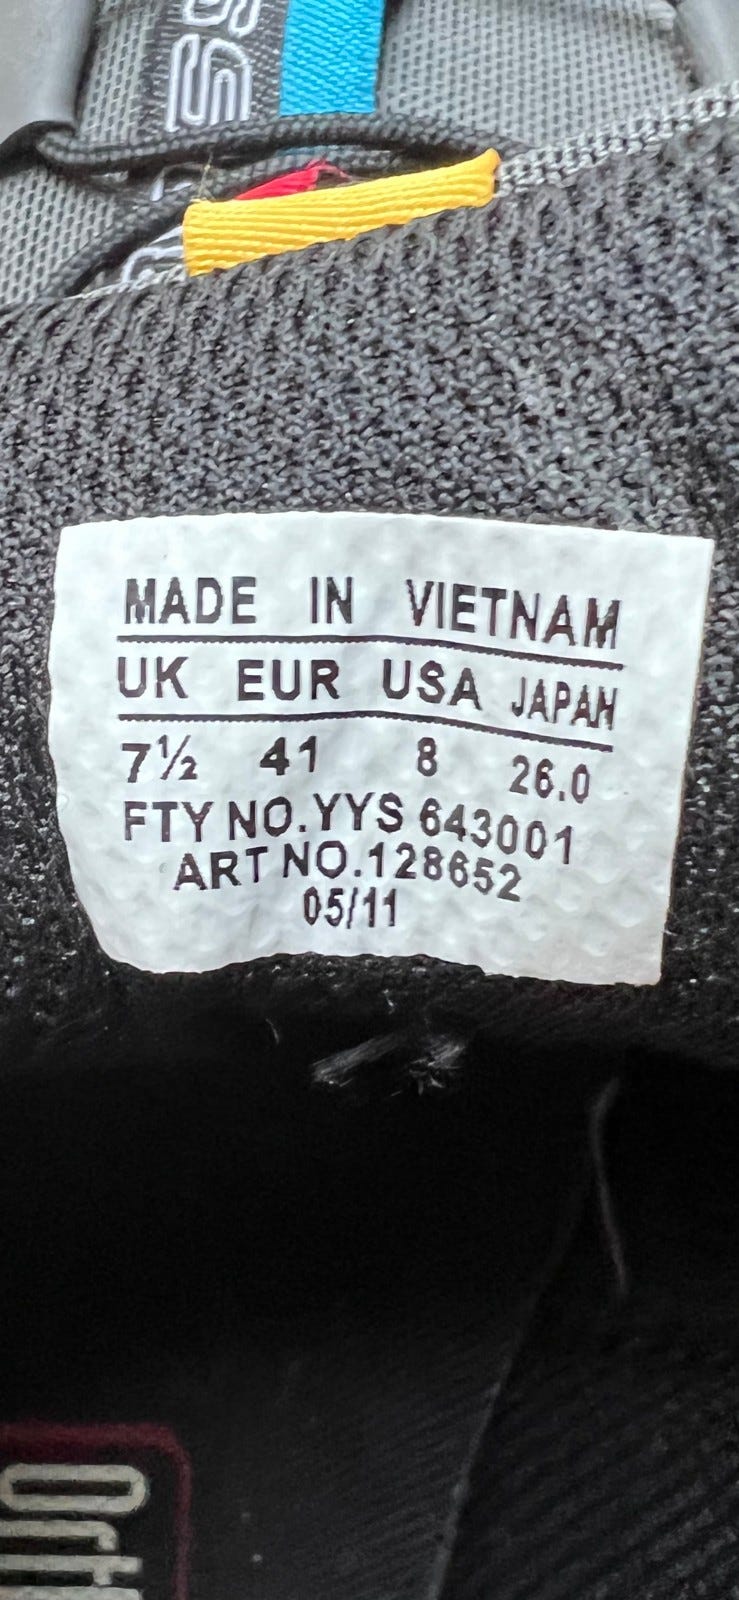 MADE IN VIETNAM
UK EUR USA JAPAN
7½ 41 8 26.0
FTY NO.YYS 643001
ART NO.128652
05/11